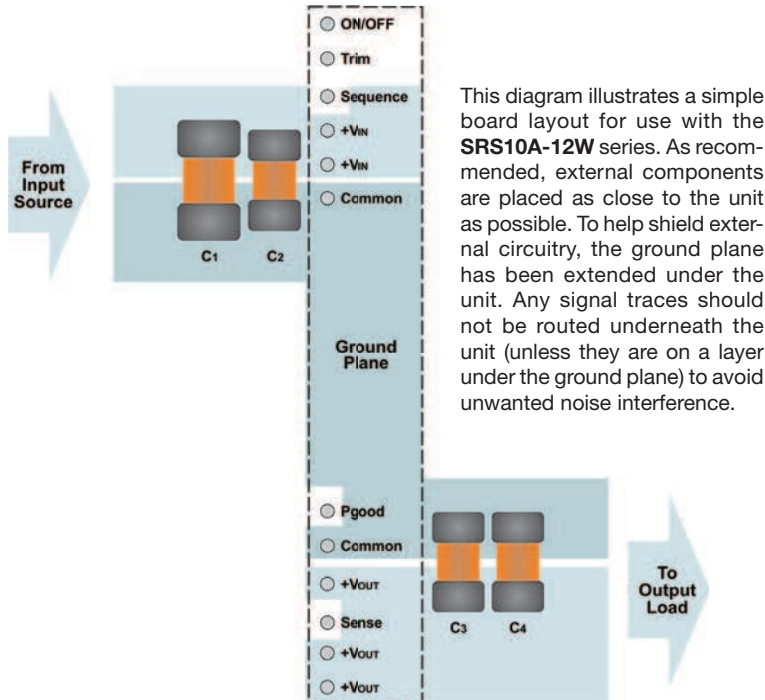 ON/OFF
Trim
Sequence
+VIN
+VIN
Common
From
Input
Source
C1
C2
This diagram illustrates a simple
board layout for use with the
SRS10A-12W series. As recom-
mended, external components
are placed as close to the unit
as possible. To help shield exter-
nal circuitry, the ground plane
has been extended under the
unit. Any signal traces should
not be routed underneath the
unit (unless they are on a layer
under the ground plane) to avoid
unwanted noise interference.
Ground
Plane
Pgood
Common
+VOUT
Sense
+VOUT
+VOUT
C3
C4
To
Output
Load